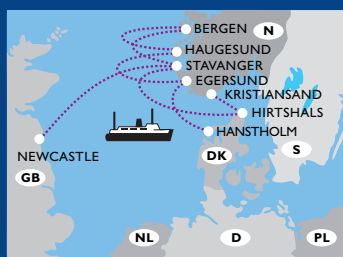 BERGEN
N
HAUGESUND
STAVANGER
EGERSUND
KRISTIANSAND
HIRTSHALS
HANSTHOLM
S
NEWCASTLE
DK
GB
NL
D
PL